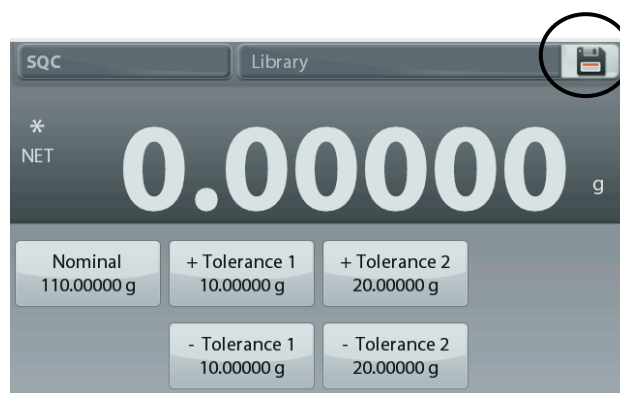 SQC
Library
*
NET
0.00000 g
Nominal
110.00000 g
+ Tolerance 1
10.00000 g
+ Tolerance 2
20.00000 g
- Tolerance 1
10.00000 g
- Tolerance 2
20.00000 g